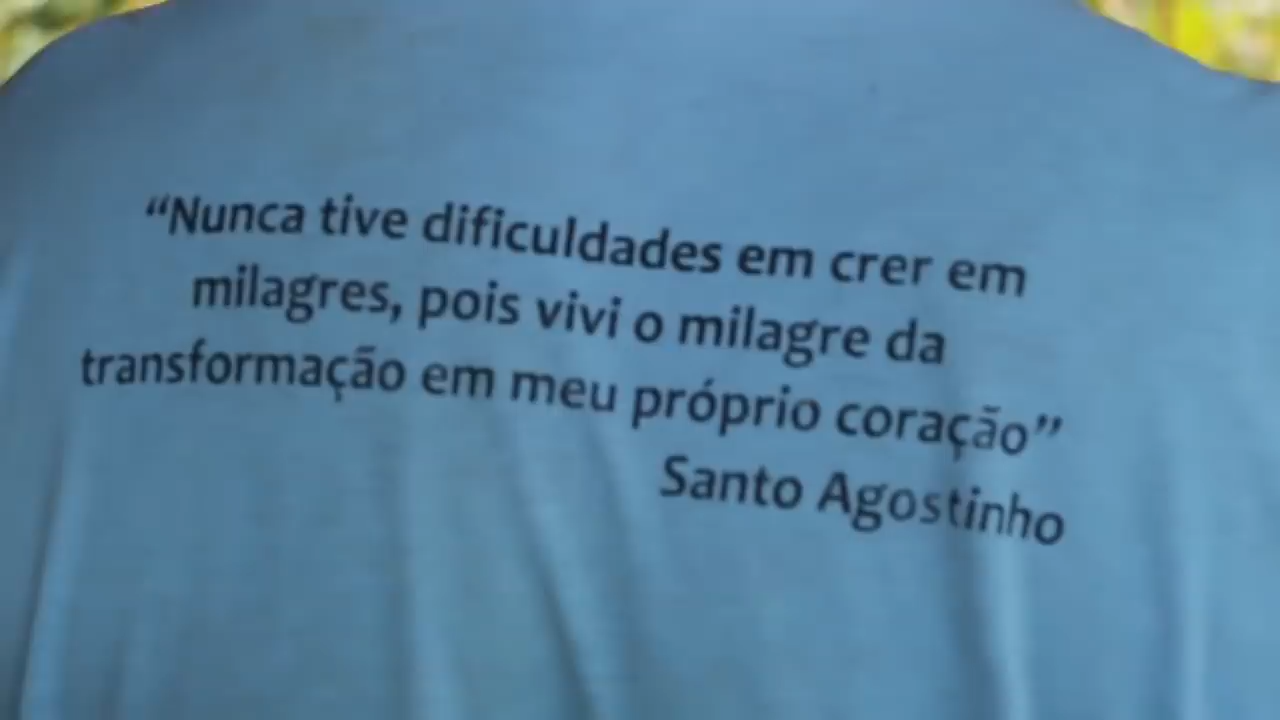 “Nunca tive dificuldades em crer em
milagres, pois vivi o milagre da
transformação em meu próprio coração”
Santo Agostinho